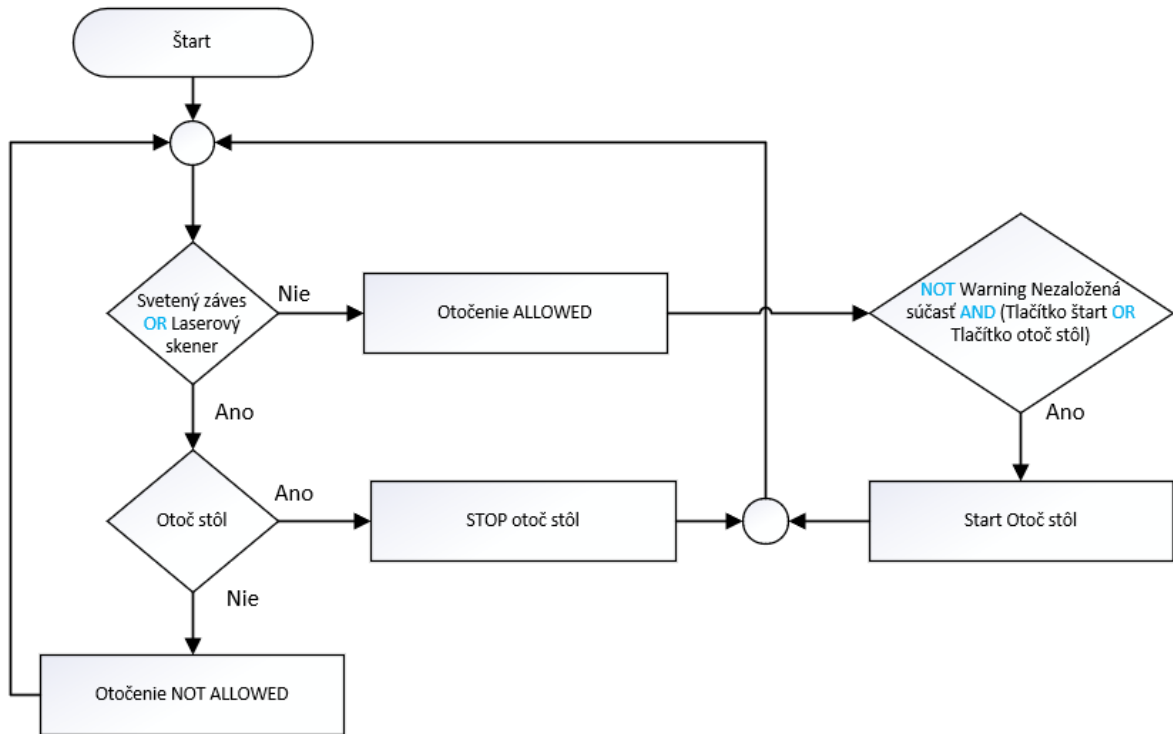 Štart
Svetený záves
OR Laserový
skener
Nie
Otočenie ALLOWED
NOT Warning Nezaložená
súčasť AND (Tlačítko štart OR
Tlačítko otoč stôl)
Ano
Ano
Otoč stôl
Ano
STOP otoč stôl
Start Otoč stôl
Nie
Otočenie NOT ALLOWED